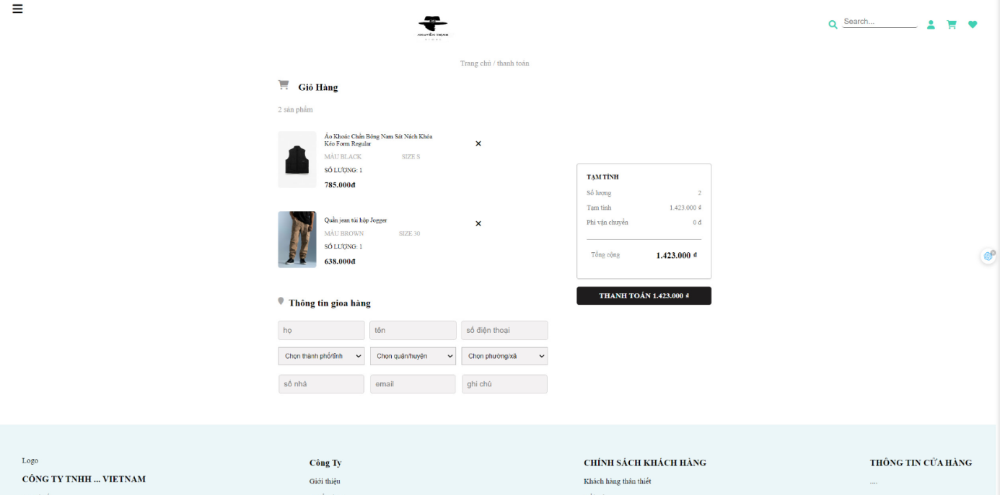 Search...
NGUYỄN THỊNH
Trang chủ / thanh toán
Giỏ Hàng
2 sản phẩm
Áo Khoác Chần Bông Nam Sát Nách Khóa
Kéo Form Regular
MÀU BLACK SIZE S
SỐ LƯỢNG: 1
785.000đ
Quần jean túi hộp Jogger
MÀU BROWN SIZE 30
SỐ LƯỢNG: 1
638.000đ
TẠM TÍNH
Số lượng 2
Tạm tính 1.423.000 ₫
Phí vận chuyển 0 đ
Tổng cộng 1.423.000 ₫
THANH TOÁN 1.423.000 ₫
Thông tin gioa hàng
họ tên số điện thoại
Chọn thành phố/tỉnh Chọn quận/huyện Chọn phường/xã
số nhà email ghi chú
Logo
CÔNG TY TNHH ... VIETNAM
Công Ty
Giới thiệu
CHÍNH SÁCH KHÁCH HÀNG
Khách hàng thân thiết
THÔNG TIN CỬA HÀNG
....